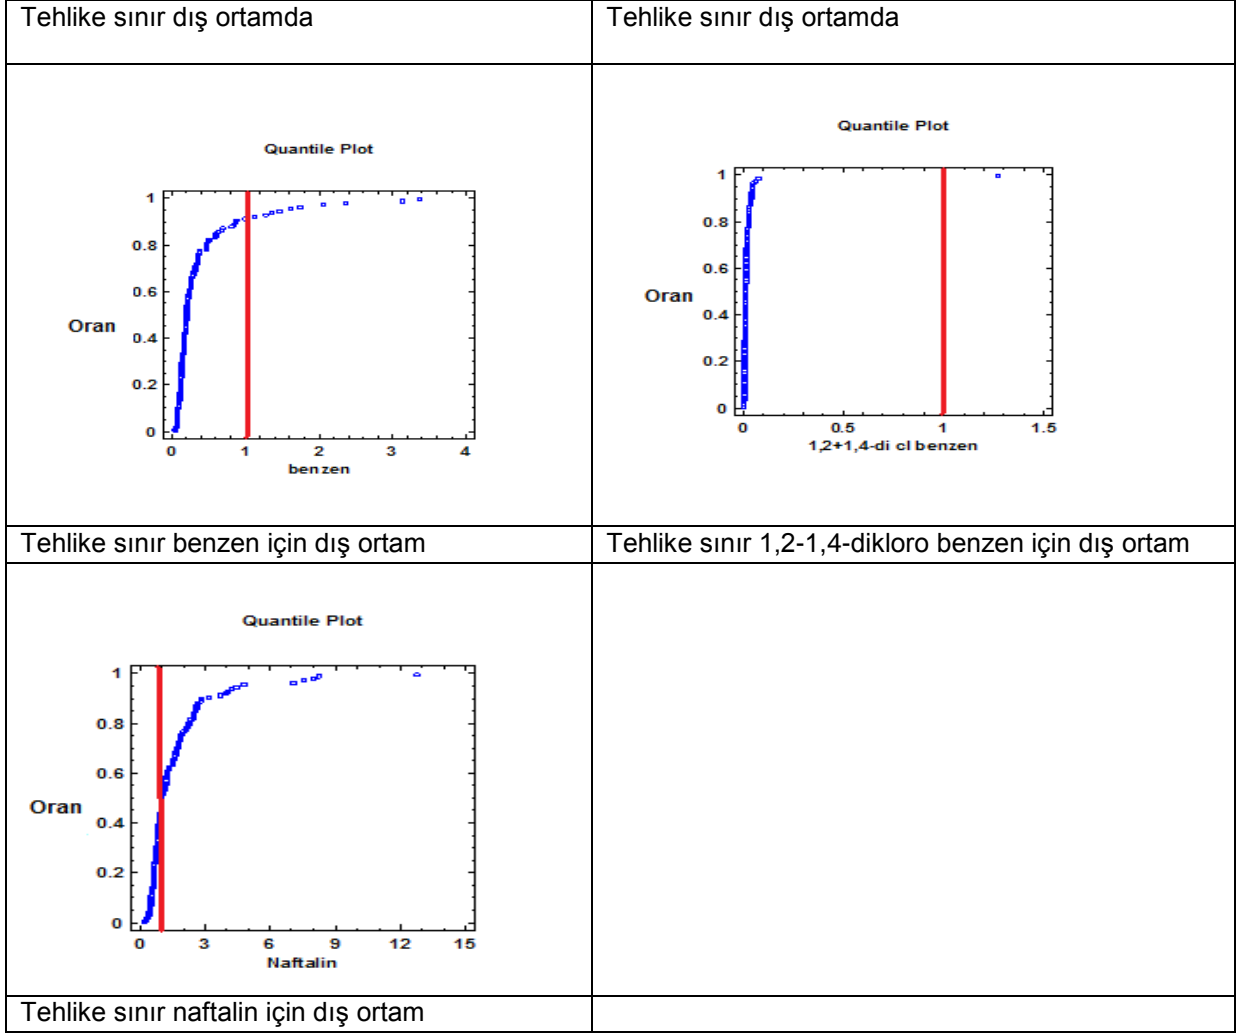 Tehlike sınır dış ortamda
Tehlike sınır dış ortamda
Quantile Plot
1
0.8
0.6
Oran
0.4
0.2
0
0 1 2 3 4
benzen
Quantile Plot
1
0.8
0.6
Oran
0.4
0.2
0
0 0.5 1 1.5
1,2+1,4-di cl benzen
Tehlike sınır benzen için dış ortam
Tehlike sınır 1,2-1,4-dikloro benzen için dış ortam
Quantile Plot
1
0.8
0.6
Oran
0.4
0.2
0
0 3 6 9 12 15
Naftalin
Tehlike sınır naftalin için dış ortam